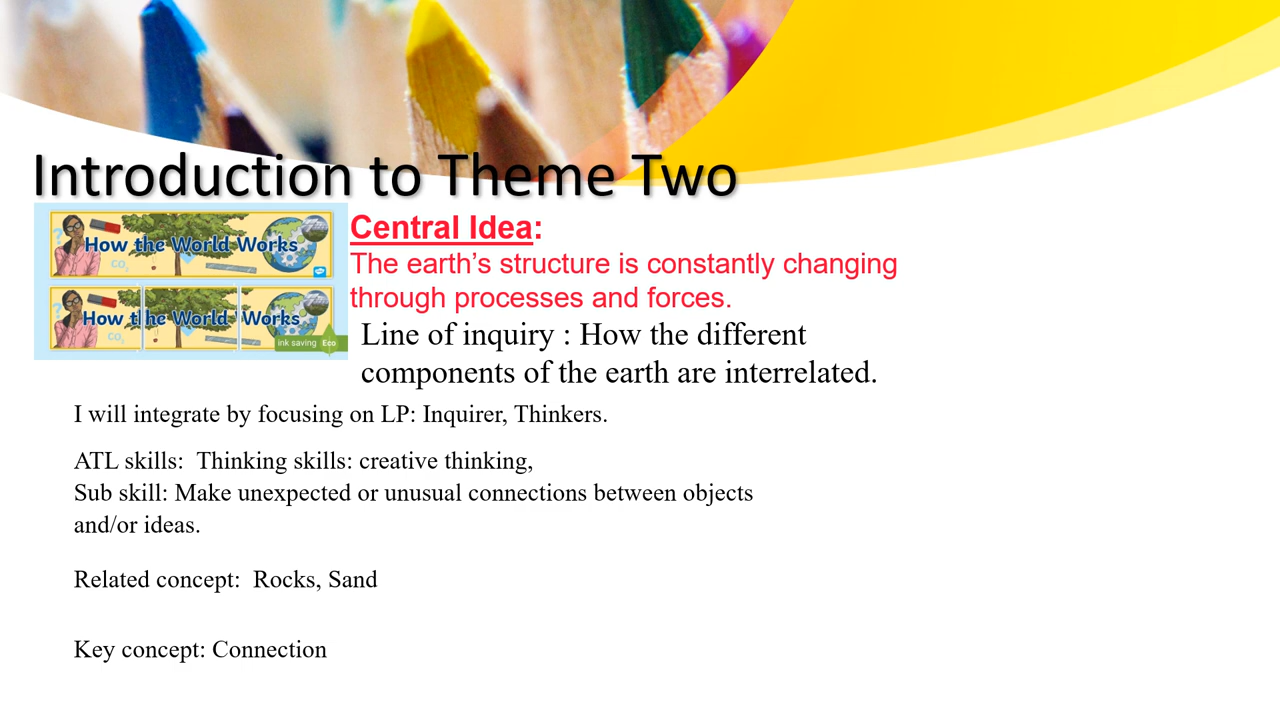 Introduction to Theme Two
How the World Works
CO₂
How the World Works
CO₂
ink saving Eco
Central Idea:
The earth’s structure is constantly changing
through processes and forces.
Line of inquiry : How the different
components of the earth are interrelated.
I will integrate by focusing on LP: Inquirer, Thinkers.
ATL skills:  Thinking skills: creative thinking,
Sub skill: Make unexpected or unusual connections between objects
and/or ideas.
Related concept:  Rocks, Sand
Key concept: Connection